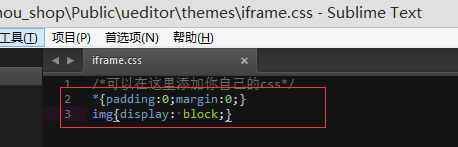 nou_shop\Public\ueditor\themes\iframe.css - Sublime Text
工具(T) 项目(P) 首选项(N) 帮助(H)
iframe.css ×
1 /*可以在这里添加你自己的css*/
2 *{padding:0;margin:0;}
3 img{display: block;}